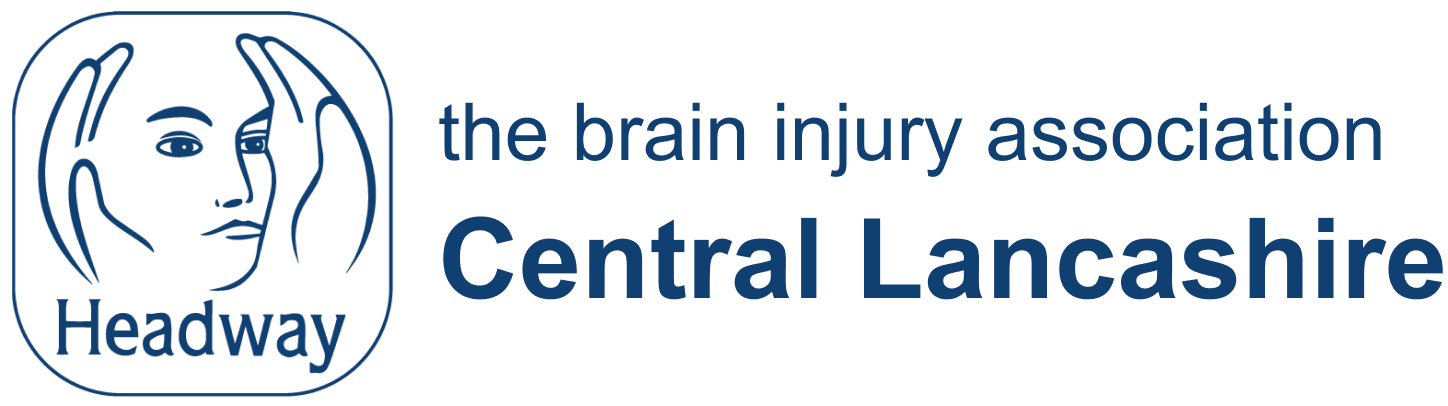 Headway
the brain injury association
Central Lancashire